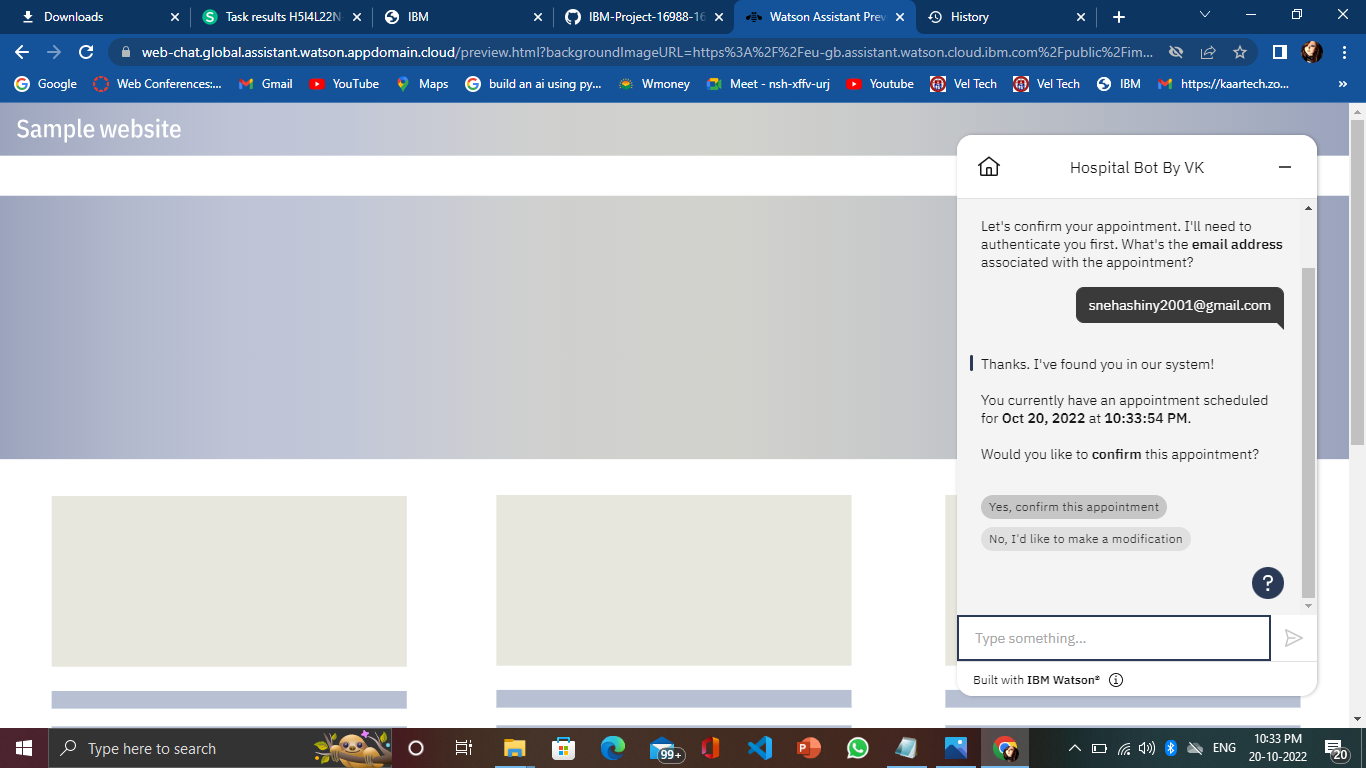 Downloads
Task results H5I4L22N
IBM
IBM-Project-16988-16
Watson Assistant Prev
History
web-chat.global.assistant.watson.appdomain.cloud/preview.html?backgroundImageURL=https%3A%2F%2Feu-gb.assistant.watson.cloud.ibm.com%2Fpublic%2Fim...
Google
Web Conferences:...
Gmail
YouTube
Maps
build an ai using py...
Wmoney
Meet - nsh-xffv-urj
Youtube
Vel Tech
Vel Tech
IBM
https://kaartech.zo...
»
Sample website
Hospital Bot By VK
Let's confirm your appointment. I'll need to
authenticate you first. What's the email address
associated with the appointment?
snehashiny2001@gmail.com
Thanks. I've found you in our system!
You currently have an appointment scheduled
for Oct 20, 2022 at 10:33:54 PM.
Would you like to confirm this appointment?
Yes, confirm this appointment
No, I'd like to make a modification
?
Type something...
Built with IBM Watson®
Type here to search
99+
ENG
10:33 PM
20-10-2022
20